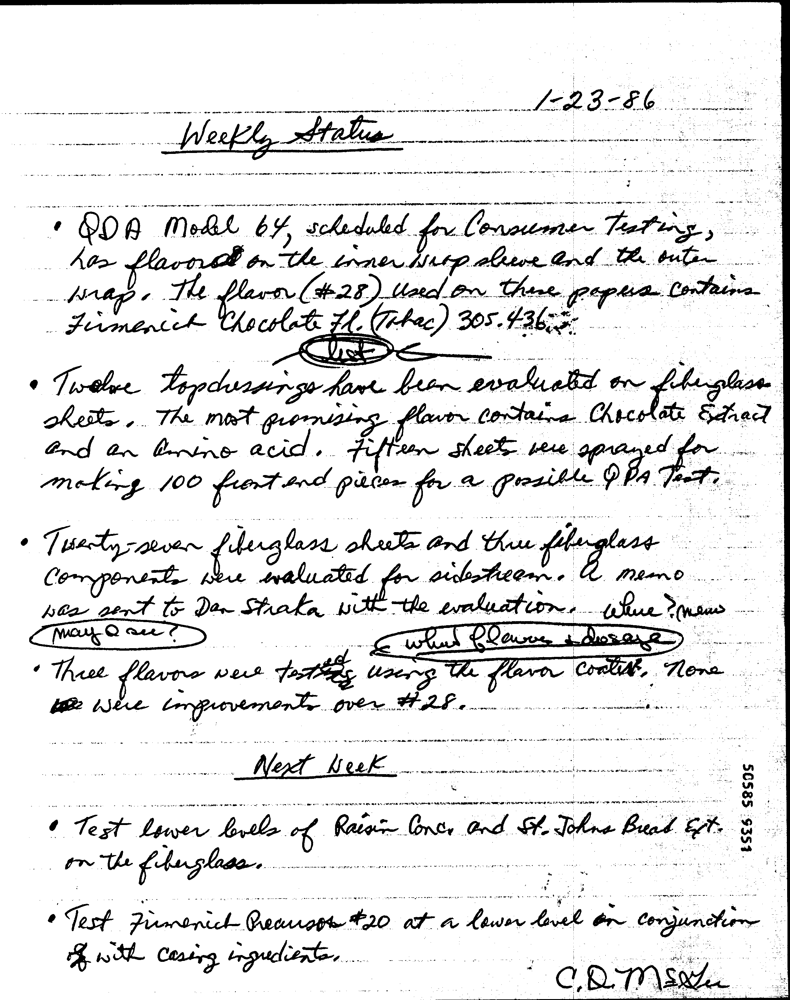 1-23-86
Weekly Status
• QDA Model 64, scheduled for Consumer Testing,
has flavor on the inner wrap sleeve and the outer
wrap. The flavor (#28) used on these papers contains
Firmenich Chocolate Fl. (Tabac) 305.436
list
• Twelve topdressings have been evaluated on fiberglass
sheets. The most promising flavor contains Chocolate Extract
and an amino acid. Fifteen sheets were sprayed for
making 100 front end pieces for a possible QDA Test.
• Twenty-seven fiberglass sheets and three fiberglass
components were evaluated for sidestream. A memo
was sent to Dan Straka with the evaluation. where? memo
may I see?
what flavors & dosage
• Three flavors were tested using the flavor coater. None
were improvements over #28.
Next Week
• Test lower levels of Raisin Conc. and St. Johns Bread Ext.
on the fiberglass.
• Test Firmenich Precursor #20 at a lower level in conjunction
with casing ingredients.
C.D.
50585 9351